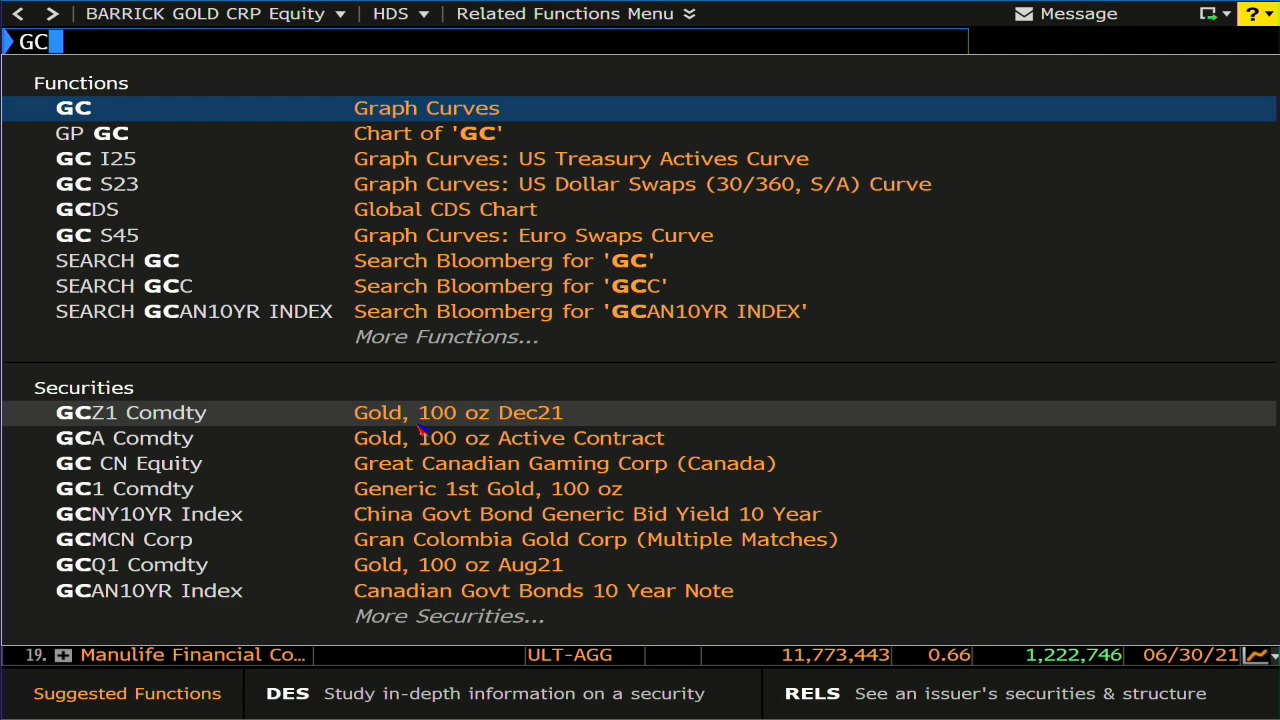 BARRICK GOLD CRP Equity HDS Related Functions Menu Message ?
GC
Functions
GC Graph Curves
GP GC Chart of 'GC'
GC I25 Graph Curves: US Treasury Actives Curve
GC S23 Graph Curves: US Dollar Swaps (30/360, S/A) Curve
GCDS Global CDS Chart
GC S45 Graph Curves: Euro Swaps Curve
SEARCH GC Search Bloomberg for 'GC'
SEARCH GCC Search Bloomberg for 'GCC'
SEARCH GCAN10YR INDEX Search Bloomberg for 'GCAN10YR INDEX'
More Functions...
Securities
GCZ1 Comdty Gold, 100 oz Dec21
GCA Comdty Gold, 100 oz Active Contract
GC CN Equity Great Canadian Gaming Corp (Canada)
GC1 Comdty Generic 1st Gold, 100 oz
GCNY10YR Index China Govt Bond Generic Bid Yield 10 Year
GCMCN Corp Gran Colombia Gold Corp (Multiple Matches)
GCQ1 Comdty Gold, 100 oz Aug21
GCAN10YR Index Canadian Govt Bonds 10 Year Note
More Securities...
19. Manulife Financial Co... ULT-AGG 11,773,443 0.66 1,222,746 06/30/21
Suggested Functions DES Study in-depth information on a security RELS See an issuer's securities & structure